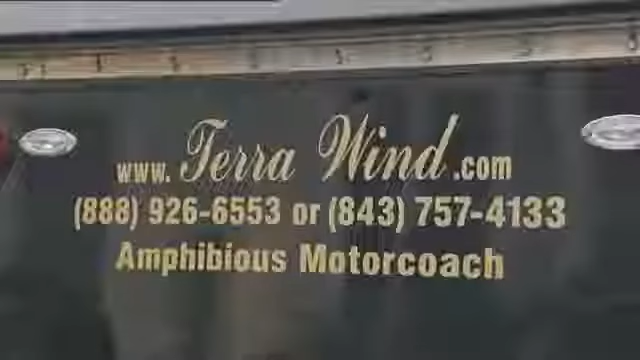 www. Terra Wind .com
(888) 926-6553 or (843) 757-4133
Amphibious Motorcoach